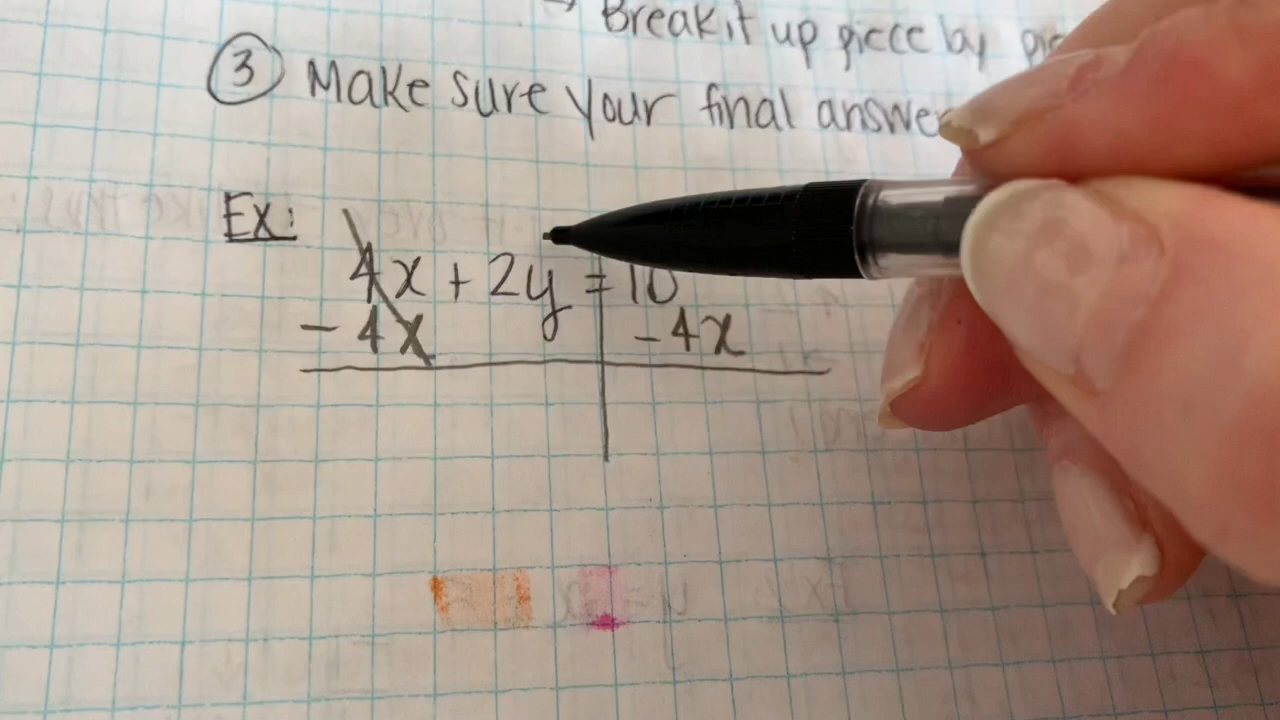 → Break it up piece by
③ Make sure your final answer
Ex:
4x + 2y = 10
- 4x - 4x